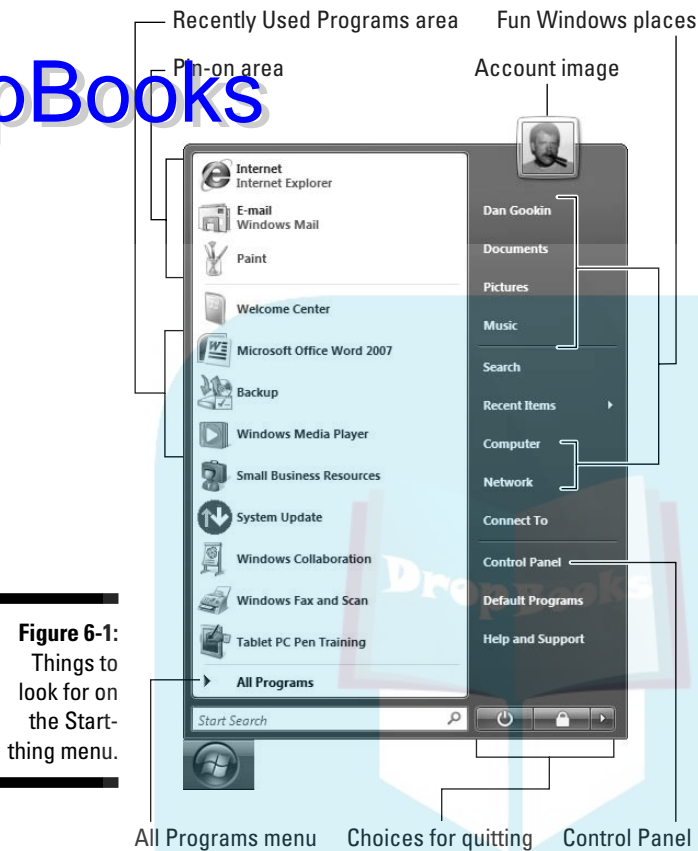 Recently Used Programs area
Fun Windows places
Pin-on area
Account image
pBooks
Internet
Internet Explorer
E-mail
Windows Mail
Paint
Welcome Center
Microsoft Office Word 2007
Backup
Windows Media Player
Small Business Resources
System Update
Windows Collaboration
Windows Fax and Scan
Tablet PC Pen Training
All Programs
Start Search
Dan Gookin
Documents
Pictures
Music
Search
Recent Items
Computer
Network
Connect To
Control Panel
Default Programs
Help and Support
DropBooks
Figure 6-1:
Things to
look for on
the Start-
thing menu.
All Programs menu
Choices for quitting
Control Panel